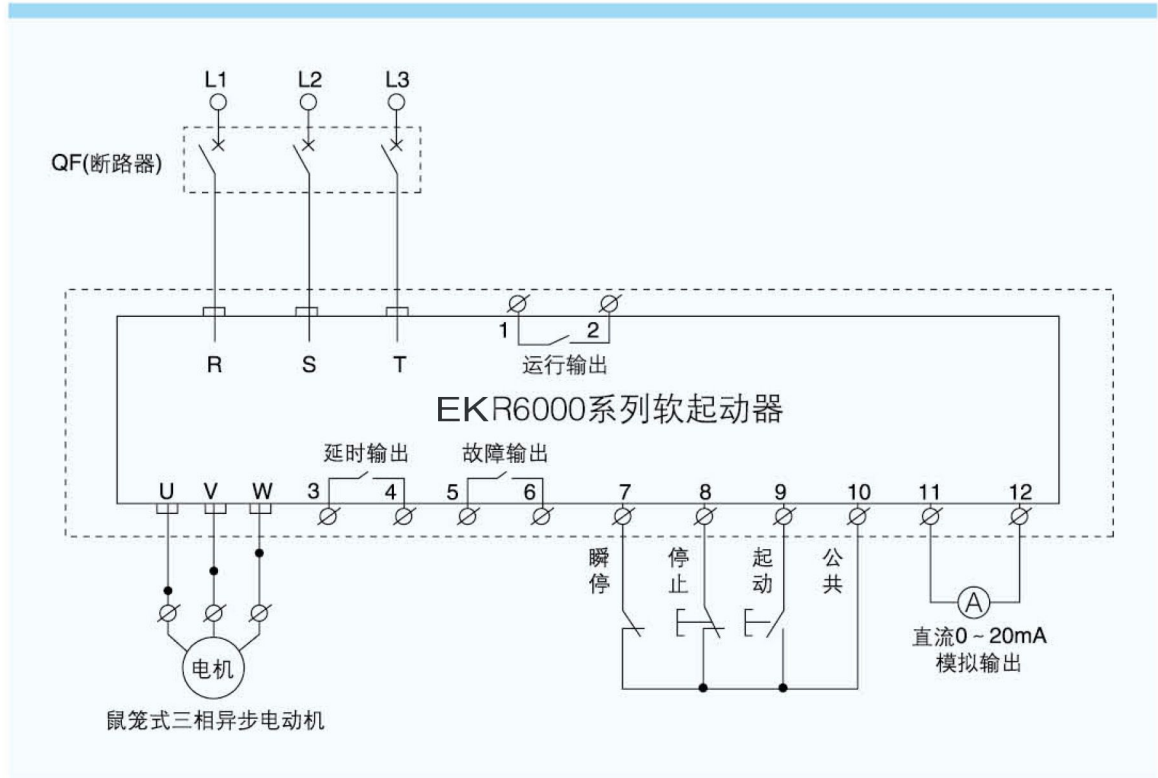 L1 L2 L3
QF(断路器)
1 2
R S T
运行输出
EKR6000系列软起动器
延时输出 故障输出
U V W 3 4 5 6 7 8 9 10 11 12
瞬停
停止
起动
公共
A
直流0~20mA
模拟输出
电机
鼠笼式三相异步电动机